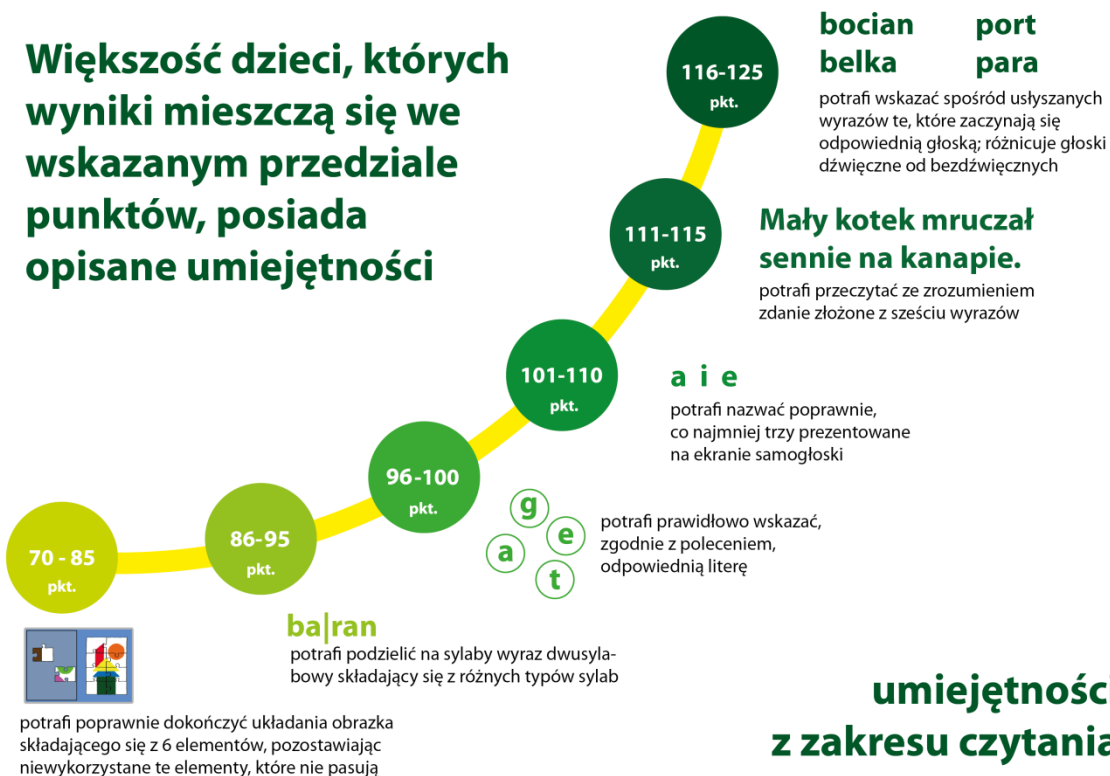 Większość dzieci, których
wyniki mieszczą się we
wskazanym przedziale
punktów, posiada
opisane umiejętności
116-125
pkt.
bocian port
belka para
potrafi wskazać spośród usłyszanych
wyrazów te, które zaczynają się
odpowiednią głoską; różnicuje głoski
dźwięczne od bezdźwięcznych
111-115
pkt.
Mały kotek mruczał
sennie na kanapie.
potrafi przeczytać ze zrozumieniem
zdanie złożone z sześciu wyrazów
101-110
pkt.
a i e
potrafi nazwać poprawnie,
co najmniej trzy prezentowane
na ekranie samogłoski
96-100
pkt.
g
e
a
t
potrafi prawidłowo wskazać,
zgodnie z poleceniem,
odpowiednią literę
86-95
pkt.
ba|ran
potrafi podzielić na sylaby wyraz dwusyla-
bowy składający się z różnych typów sylab
70 - 85
pkt.
potrafi poprawnie dokończyć układania obrazka
składającego się z 6 elementów, pozostawiając
niewykorzystane te elementy, które nie pasują
umiejętności
z zakresu czytania